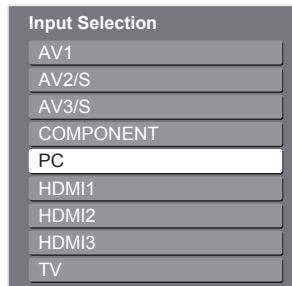 Input Selection
AV1
AV2/S
AV3/S
COMPONENT
PC
HDMI1
HDMI2
HDMI3
TV